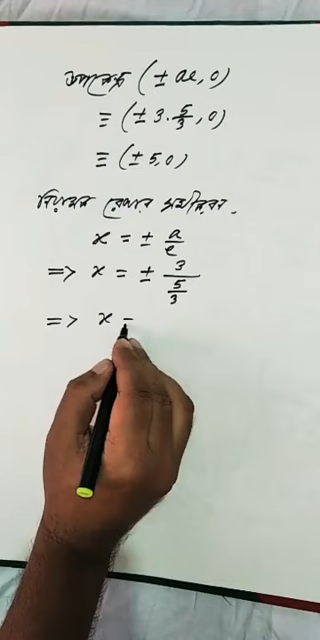 উপকেন্দ্র (± ae, 0)
≡ (± 3 · 5/3, 0)
≡ (± 5, 0)
নিয়ামক রেখার সমীকরণ,
x = ± a/e
=> x = ± 3/(5/3)
=> x =